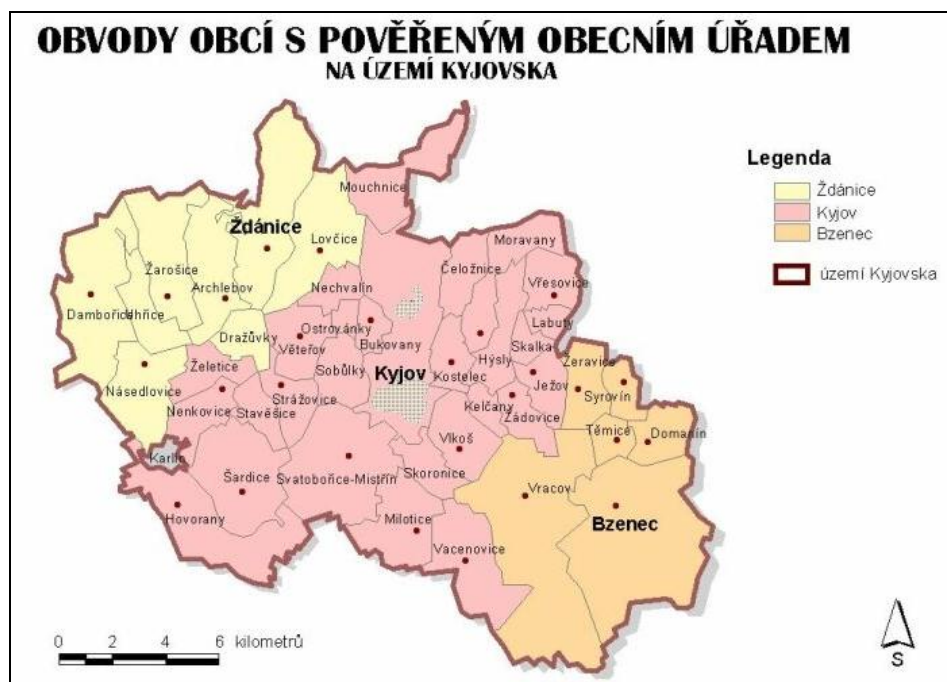 OBVODY OBCÍ S POVĚŘENÝM OBECNÍM ÚŘADEM
NA ÚZEMÍ KYJOVSKA
Legenda
Ždánice
Kyjov
Bzenec
území Kyjovska
Mouchnice
Ždánice
Lovčice
Moravany
Čeložnice
Žarošice
Nechvalín
Vřesovice
Archlebov
Dambořice
Uhřice
Ostrovánky
Labuty
Dražůvky
Věteřov
Bukovany
Skalka
Hýsly
Žeravice
Želetice
Sobůlky
Kyjov
Kostelec
Ježov
Násedlovice
Strážovice
Syrovín
Kelčany
Nenkovice
Stavěšice
Žádovice
Těmice
Domanín
Vlkoš
Karlín
Šardice
Svatobořice-Mistřín
Skoronice
Vracov
Hovorany
Milotice
Bzenec
Vacenovice
0 2 4 6 kilometrů
S